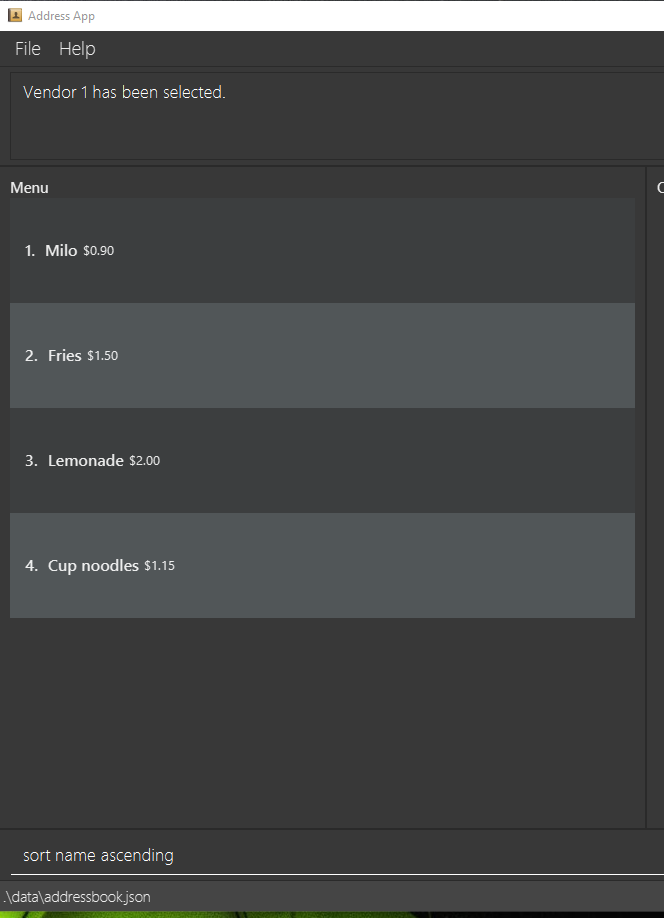 Address App
File Help
Vendor 1 has been selected.
Menu
1. Milo $0.90
2. Fries $1.50
3. Lemonade $2.00
4. Cup noodles $1.15
sort name ascending
.\data\addressbook.json